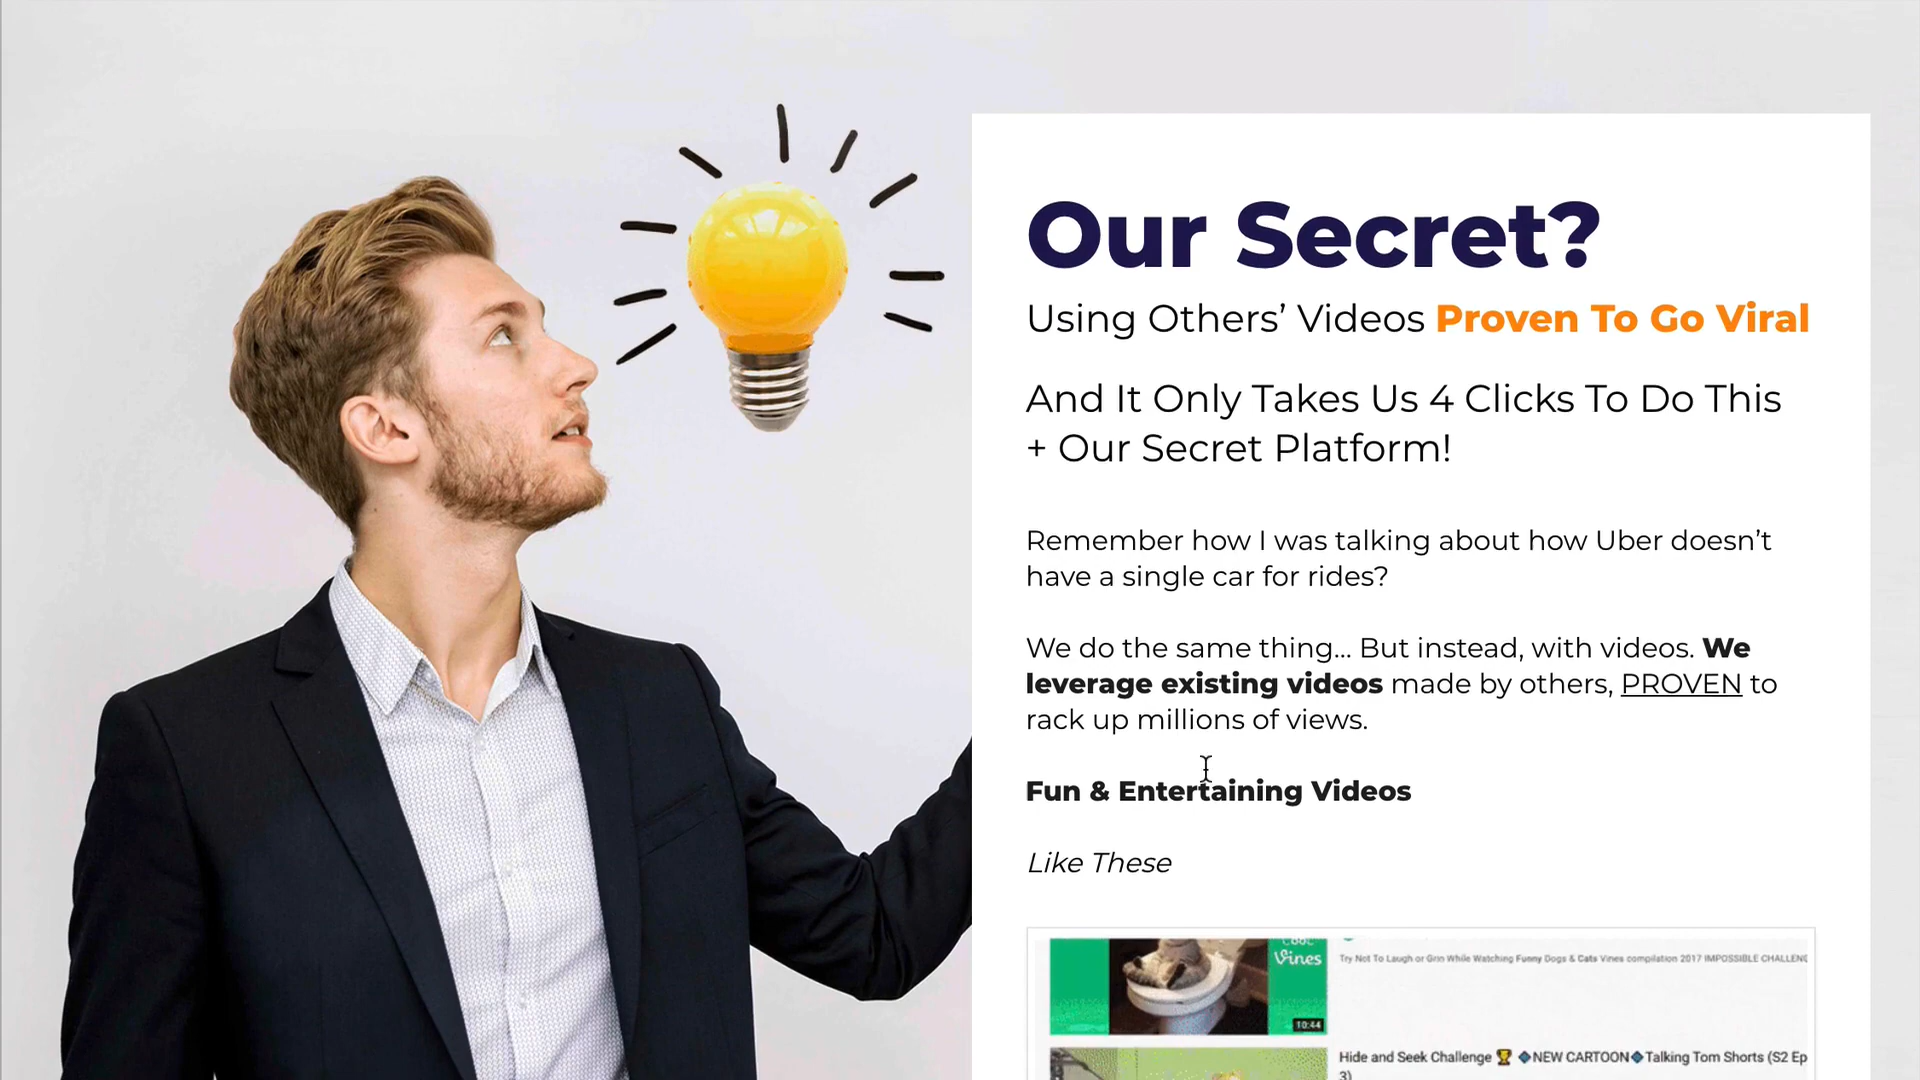 Our Secret?
Using Others’ Videos Proven To Go Viral
And It Only Takes Us 4 Clicks To Do This
+ Our Secret Platform!
Remember how I was talking about how Uber doesn’t
have a single car for rides?
We do the same thing... But instead, with videos. We
leverage existing videos made by others, PROVEN to
rack up millions of views.
Fun & Entertaining Videos
Like These
Cool
Vines
10:44
Try Not To Laugh or Grin While Watching Funny Dogs & Cats Vines compilation 2017 IMPOSSIBLE CHALLENG
Hide and Seek Challenge 🏆 🔷NEW CARTOON🔷Talking Tom Shorts (S2 Ep
3)